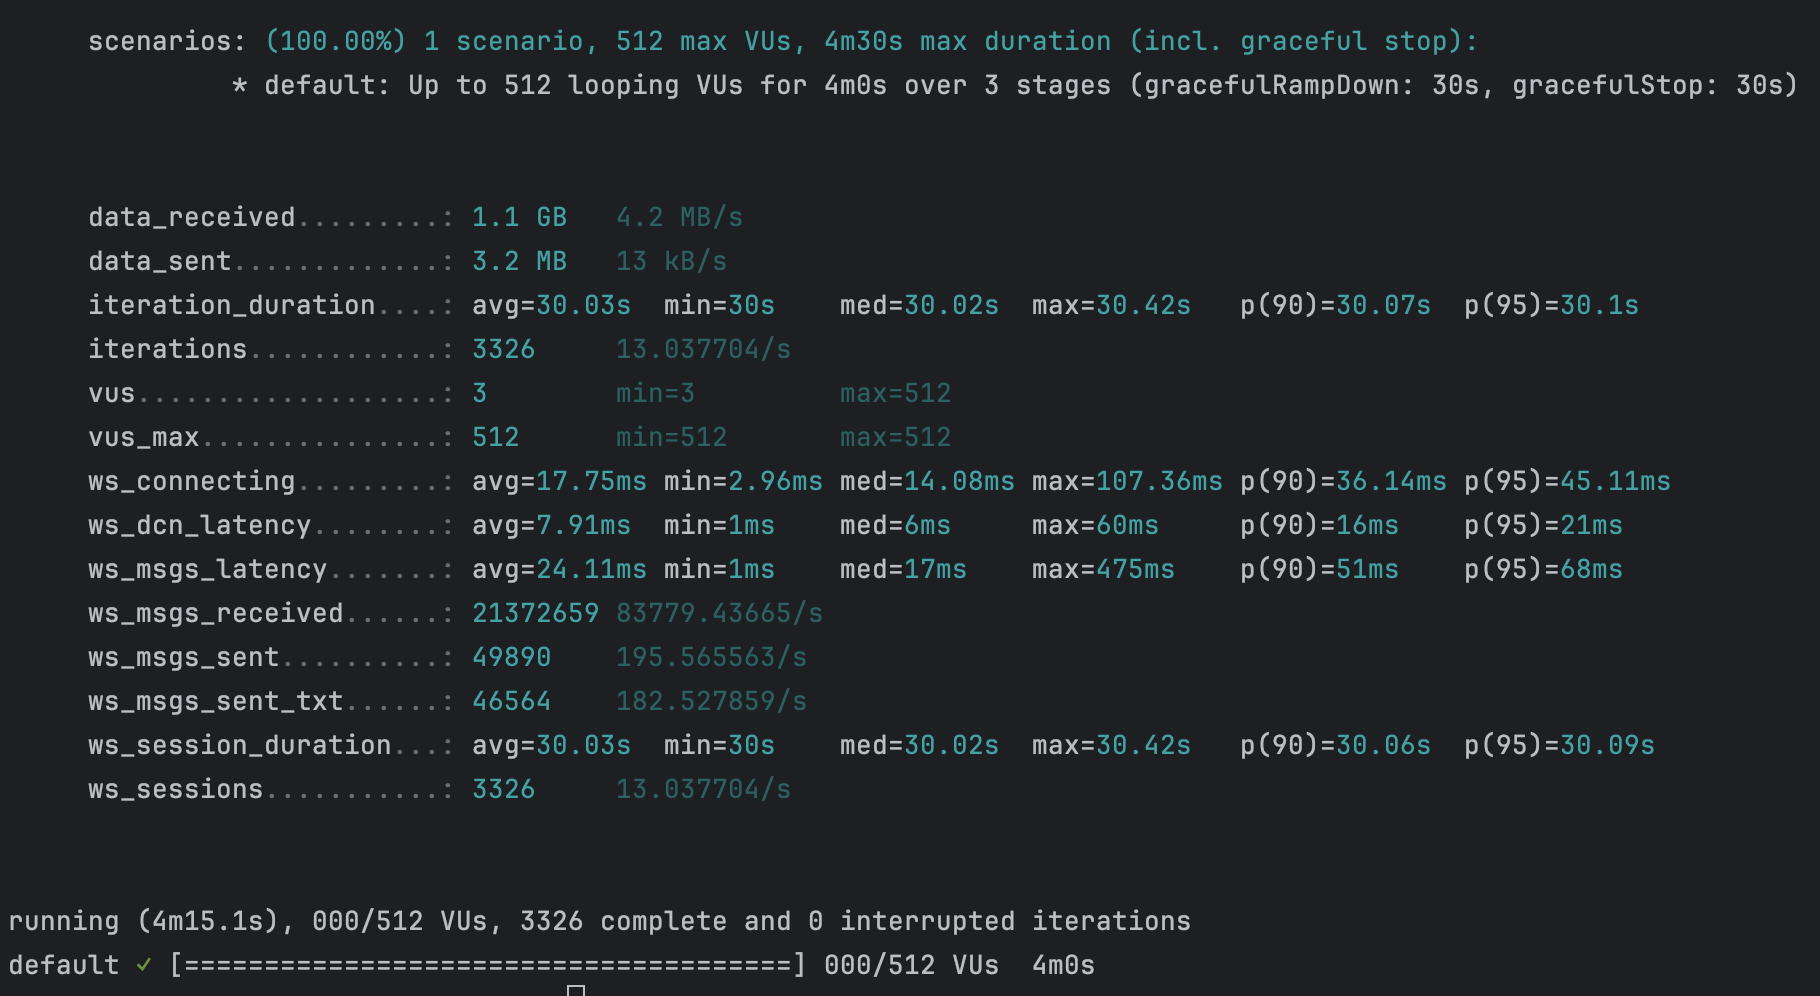 scenarios: (100.00%) 1 scenario, 512 max VUs, 4m30s max duration (incl. graceful stop):
* default: Up to 512 looping VUs for 4m0s over 3 stages (gracefulRampDown: 30s, gracefulStop: 30s)
data_received.........: 1.1 GB 4.2 MB/s
data_sent.............: 3.2 MB 13 kB/s
iteration_duration....: avg=30.03s min=30s med=30.02s max=30.42s p(90)=30.07s p(95)=30.1s
iterations............: 3326 13.037704/s
vus...................: 3 min=3 max=512
vus_max...............: 512 min=512 max=512
ws_connecting.........: avg=17.75ms min=2.96ms med=14.08ms max=107.36ms p(90)=36.14ms p(95)=45.11ms
ws_dcn_latency........: avg=7.91ms min=1ms med=6ms max=60ms p(90)=16ms p(95)=21ms
ws_msgs_latency.......: avg=24.11ms min=1ms med=17ms max=475ms p(90)=51ms p(95)=68ms
ws_msgs_received......: 21372659 83779.43665/s
ws_msgs_sent..........: 49890 195.565563/s
ws_msgs_sent_txt......: 46564 182.527859/s
ws_session_duration...: avg=30.03s min=30s med=30.02s max=30.42s p(90)=30.06s p(95)=30.09s
ws_sessions...........: 3326 13.037704/s
running (4m15.1s), 000/512 VUs, 3326 complete and 0 interrupted iterations
default ✓ [======================================] 000/512 VUs 4m0s